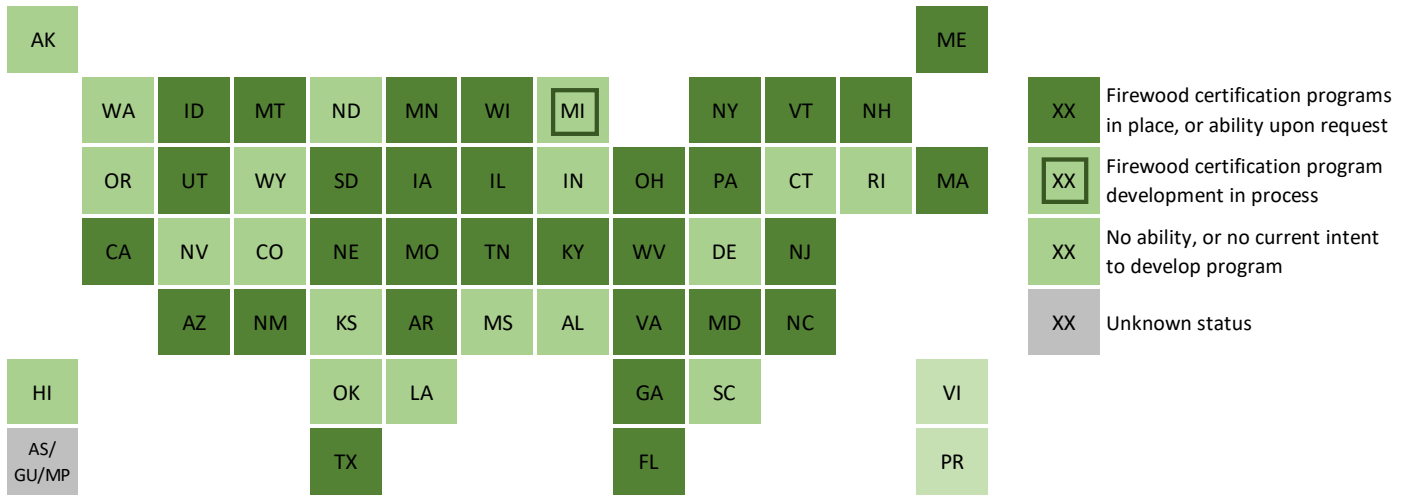 AK ME
WA ID MT ND MN WI MI NY VT NH
XX Firewood certification programs
in place, or ability upon request
OR UT WY SD IA IL IN OH PA CT RI MA
XX Firewood certification program
development in process
CA NV CO NE MO TN KY WV DE NJ
XX No ability, or no current intent
to develop program
AZ NM KS AR MS AL VA MD NC
XX Unknown status
HI OK LA GA SC VI
AS/
GU/MP TX FL PR